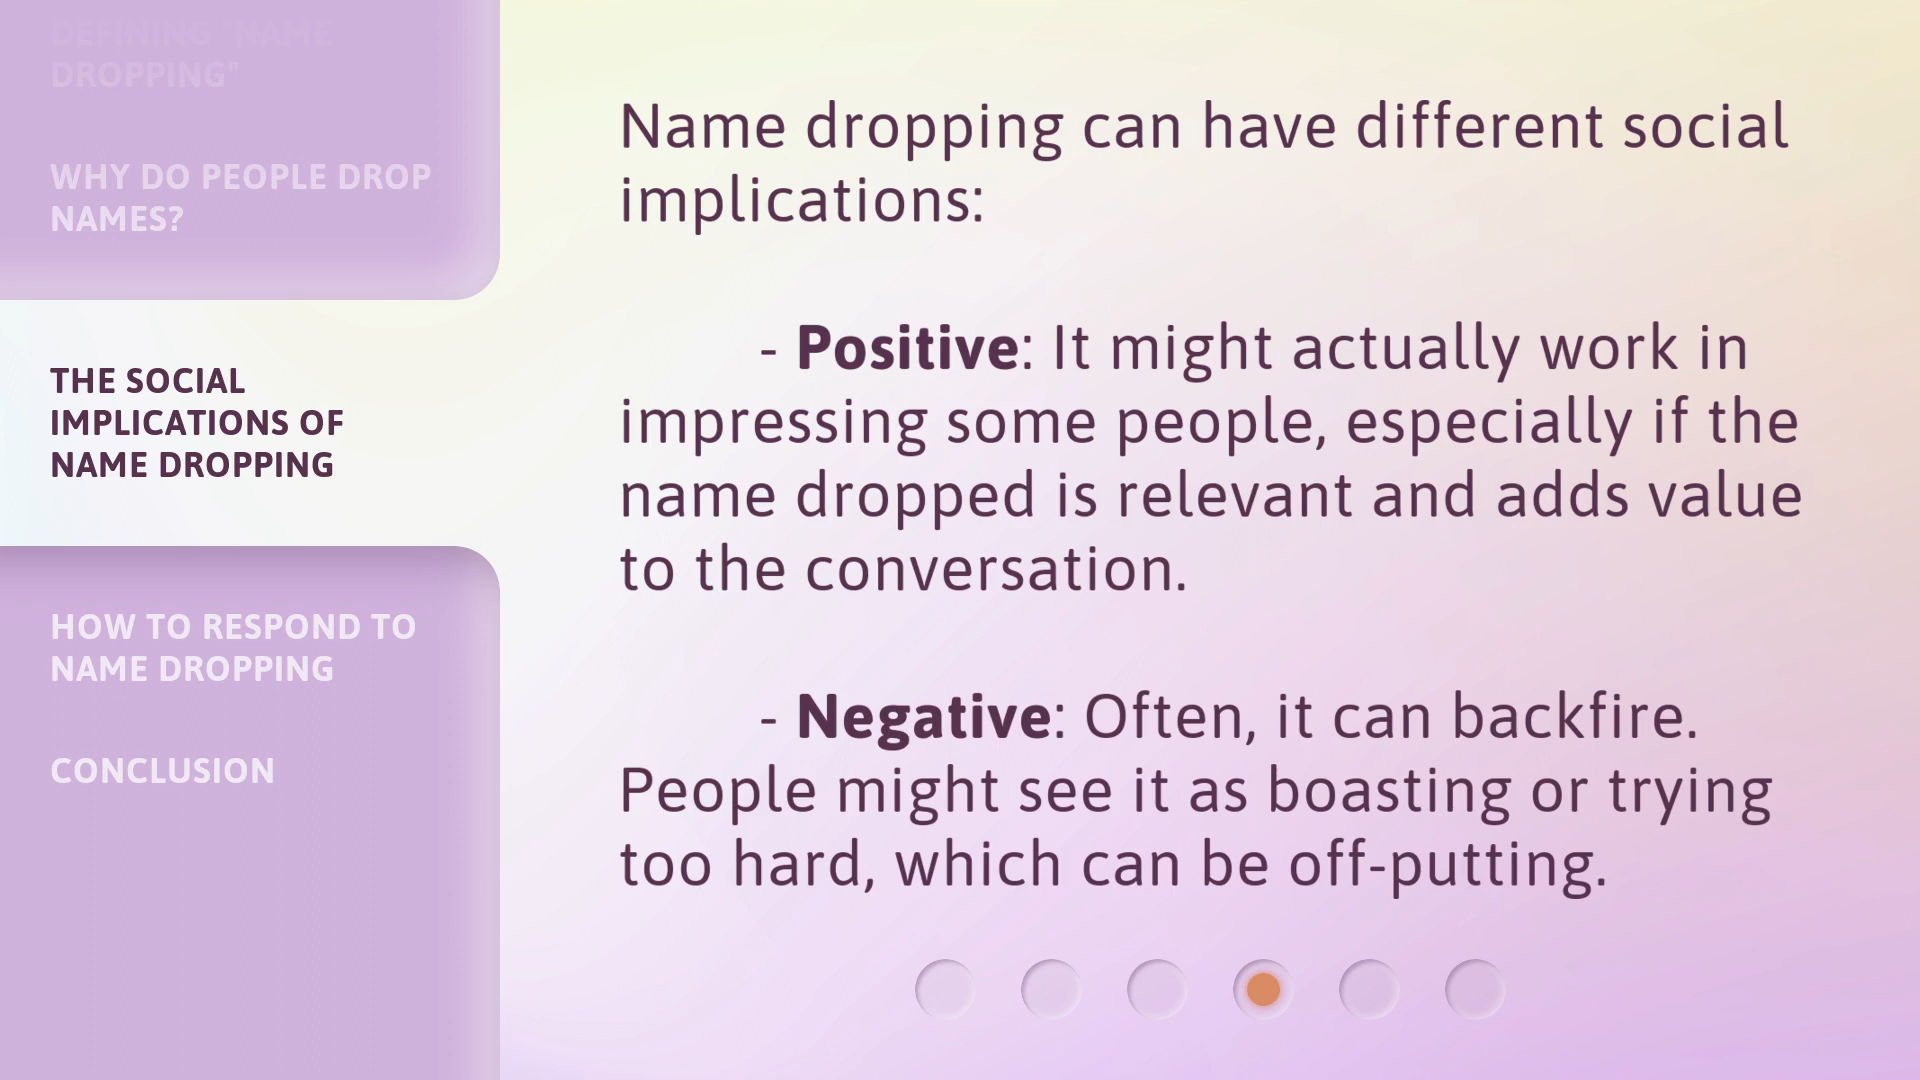 DEFINING "NAME
DROPPING"
WHY DO PEOPLE DROP
NAMES?
THE SOCIAL
IMPLICATIONS OF
NAME DROPPING
HOW TO RESPOND TO
NAME DROPPING
CONCLUSION
Name dropping can have different social
implications:
- Positive: It might actually work in
impressing some people, especially if the
name dropped is relevant and adds value
to the conversation.
- Negative: Often, it can backfire.
People might see it as boasting or trying
too hard, which can be off-putting.